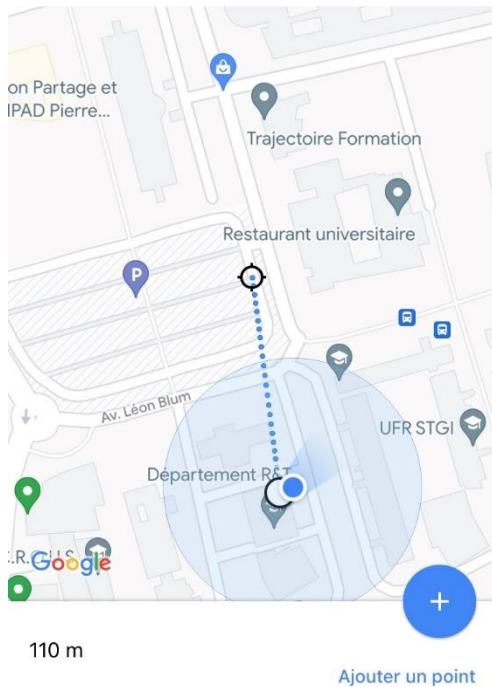 on Partage et
IPAD Pierre...
Trajectoire Formation
Restaurant universitaire
P
Av. Léon Blum
UFR STGI
Département R&T
Google
110 m
+
Ajouter un point